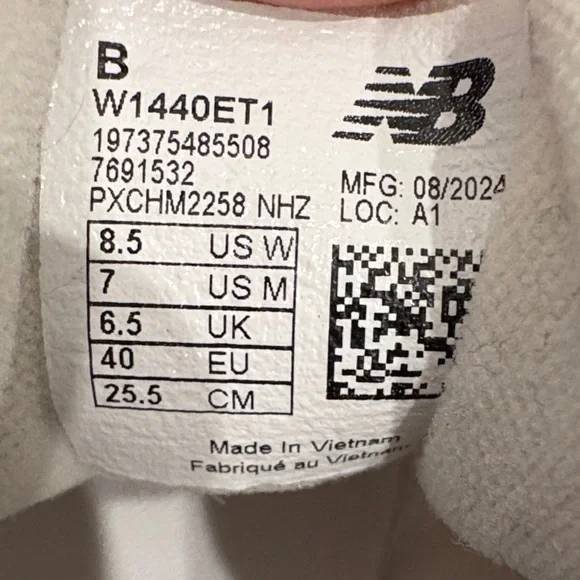 B
NB
W1440ET1
197375485508
7691532
PXCHM2258 NHZ
MFG: 08/2024
LOC: A1
8.5 US W
7 US M
6.5 UK
40 EU
25.5 CM
Made In Vietnam
Fabriqué au Vietnam.